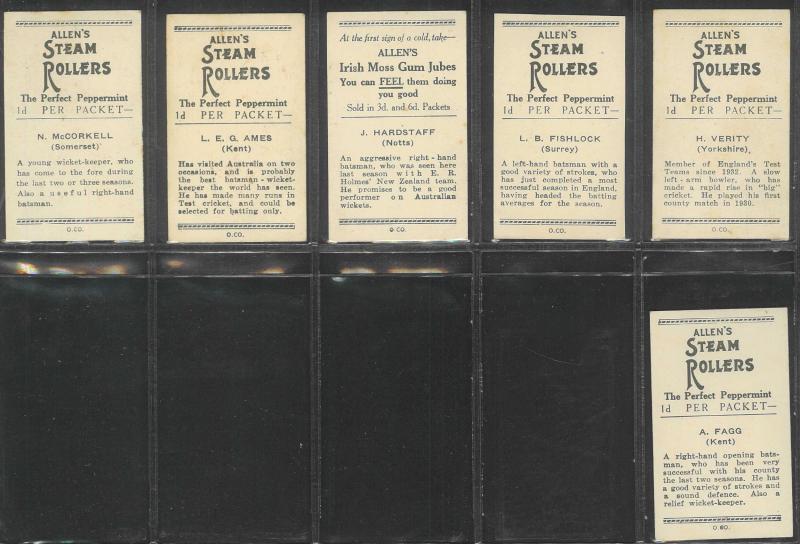 ALLEN'S
STEAM
ROLLERS
The Perfect Peppermint
1d PER PACKET—
N. McCORKELL
(Somerset)
A young wicket-keeper, who
has come to the fore during
the last two or three seasons.
Also a useful right-hand
batsman.
O.CO.
ALLEN'S
STEAM
ROLLERS
The Perfect Peppermint
1d PER PACKET—
L. E. G. AMES
(Kent)
Has visited Australia on two
occasions, and is probably
the best batsman-wicket-
keeper the world has seen.
He has made many runs in
Test cricket, and could be
selected for batting only.
O.CO.
At the first sign of a cold, take—
ALLEN'S
Irish Moss Gum Jubes
You can FEEL them doing
you good
Sold in 3d. and 6d. Packets
J. HARDSTAFF
(Notts)
An aggressive right-hand
batsman, who was seen here
last season with E. R.
Holmes' New Zealand team.
He promises to be a good
performer on Australian
wickets.
O.CO.
ALLEN'S
STEAM
ROLLERS
The Perfect Peppermint
1d PER PACKET—
L. B. FISHLOCK
(Surrey)
A left-hand batsman with a
good variety of strokes, who
has just completed a most
successful season in England,
having headed the batting
averages for the season.
O.CO.
ALLEN'S
STEAM
ROLLERS
The Perfect Peppermint
1d PER PACKET—
H. VERITY
(Yorkshire).
Member of England's Test
Teams since 1932. A slow
left-arm bowler, who has
made a rapid rise in "big"
cricket. He played his first
county match in 1930.
O.CO.
ALLEN'S
STEAM
ROLLERS
The Perfect Peppermint
1d PER PACKET—
A. FAGG
(Kent)
A right-hand opening bats-
man, who has been very
successful with his county
the last two seasons. He has
a good variety of strokes and
a sound defence. Also a
relief wicket-keeper.
O.CO.